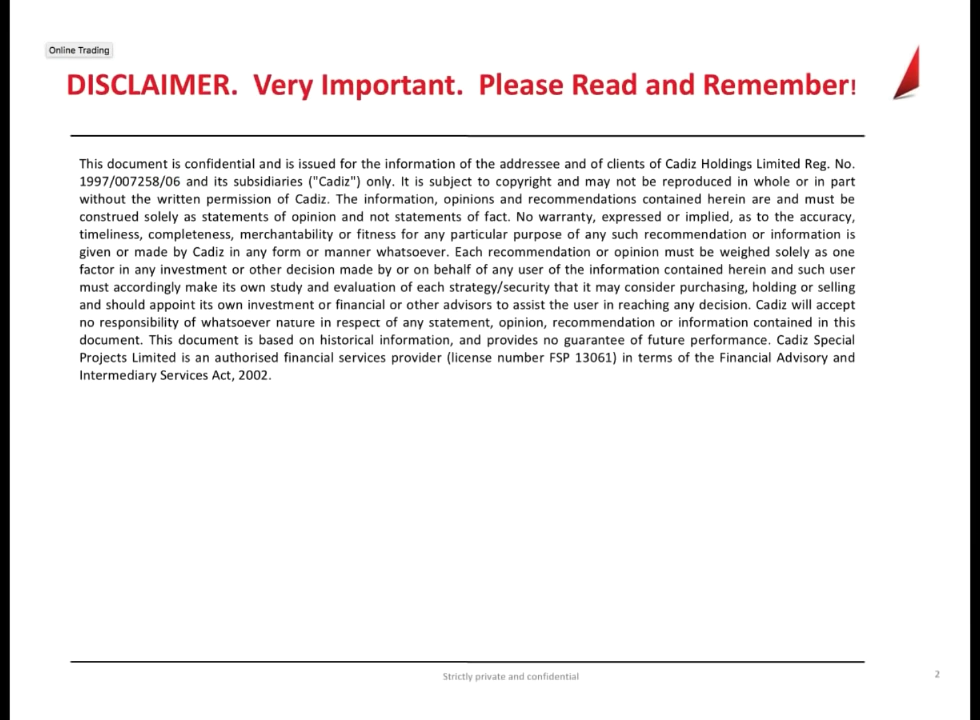 Online Trading
DISCLAIMER.  Very Important.  Please Read and Remember!
This document is confidential and is issued for the information of the addressee and of clients of Cadiz Holdings Limited Reg. No.
1997/007258/06 and its subsidiaries ("Cadiz") only. It is subject to copyright and may not be reproduced in whole or in part
without the written permission of Cadiz. The information, opinions and recommendations contained herein are and must be
construed solely as statements of opinion and not statements of fact. No warranty, expressed or implied, as to the accuracy,
timeliness, completeness, merchantability or fitness for any particular purpose of any such recommendation or information is
given or made by Cadiz in any form or manner whatsoever. Each recommendation or opinion must be weighed solely as one
factor in any investment or other decision made by or on behalf of any user of the information contained herein and such user
must accordingly make its own study and evaluation of each strategy/security that it may consider purchasing, holding or selling
and should appoint its own investment or financial or other advisors to assist the user in reaching any decision. Cadiz will accept
no responsibility of whatsoever nature in respect of any statement, opinion, recommendation or information contained in this
document. This document is based on historical information, and provides no guarantee of future performance. Cadiz Special
Projects Limited is an authorised financial services provider (license number FSP 13061) in terms of the Financial Advisory and
Intermediary Services Act, 2002.
Strictly private and confidential
2